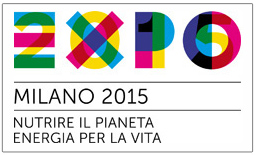 EXPO
MILANO 2015
NUTRIRE IL PIANETA
ENERGIA PER LA VITA